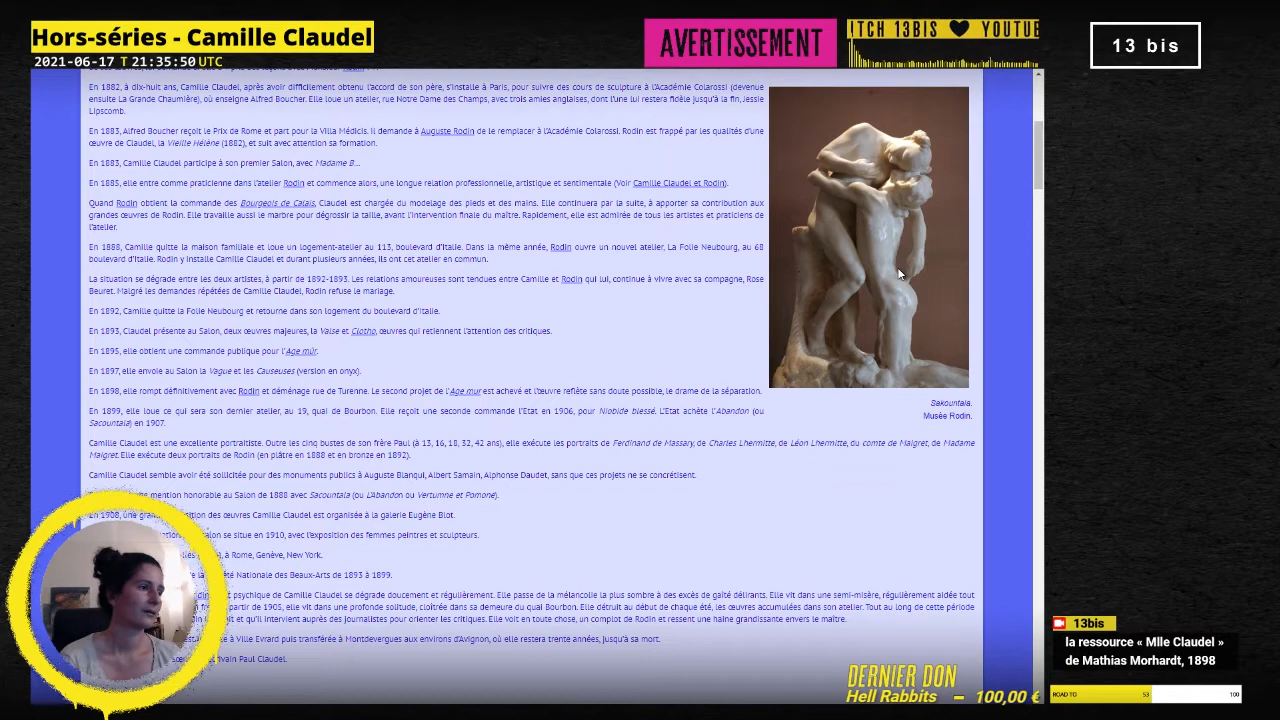 Hors-séries - Camille Claudel
2021-06-17 T 21:35:50 UTC
AVERTISSEMENT
ITCH 13BIS YOUTUB
13 bis
En 1882, à dix-huit ans, Camille Claudel, après avoir difficilement obtenu l'accord de son père, s'installe à Paris, pour suivre des cours de sculpture à l'Académie Colarossi (devenue
ensuite La Grande Chaumière), où enseigne Alfred Boucher. Elle loue un atelier, rue Notre Dame des Champs, avec trois amies anglaises, dont l'une lui restera fidèle jusqu'à la fin, Jessie
Lipscomb.
En 1883, Alfred Boucher reçoit le Prix de Rome et part pour la Villa Médicis. Il demande à Auguste Rodin de le remplacer à l'Académie Colarossi. Rodin est frappé par les qualités d'une
œuvre de Claudel, la Vieille Hélène (1882), et suit avec attention sa formation.
En 1883, Camille Claudel participe à son premier Salon, avec Madame B...
En 1885, elle entre comme praticienne dans l'atelier Rodin et commence alors, une longue relation professionnelle, artistique et sentimentale (Voir Camille Claudel et Rodin).
Quand Rodin obtient la commande des Bourgeois de Calais, Claudel est chargée du modelage des pieds et des mains. Elle continuera par la suite, à apporter sa contribution aux
grandes œuvres de Rodin. Elle travaille aussi le marbre pour dégrossir la taille, avant l'intervention finale du maître. Rapidement, elle est admirée de tous les artistes et praticiens de
l'atelier.
En 1888, Camille quitte la maison familiale et loue un logement-atelier au 113, boulevard d'Italie. Dans la même année, Rodin ouvre un nouvel atelier, La Folie Neubourg, au 68
boulevard d'Italie. Rodin y installe Camille Claudel et durant plusieurs années, ils ont cet atelier en commun.
La situation se dégrade entre les deux artistes, à partir de 1892-1893. Les relations amoureuses sont tendues entre Camille et Rodin qui lui, continue à vivre avec sa compagne, Rose
Beuret. Malgré les demandes répétées de Camille Claudel, Rodin refuse le mariage.
En 1892, Camille quitte la Folie Neubourg et retourne dans son logement du boulevard d'Italie.
En 1893, Claudel présente au Salon, deux œuvres majeures, la Valse et Clotho, œuvres qui retiennent l'attention des critiques.
En 1895, elle obtient une commande publique pour l'Age mûr.
En 1897, elle envoie au Salon la Vague et les Causeuses (version en onyx).
En 1898, elle rompt définitivement avec Rodin et déménage rue de Turenne. Le second projet de l'Age mur est achevé et l'œuvre reflète sans doute possible, le drame de la séparation.
En 1899, elle loue ce qui sera son dernier atelier, au 19, quai de Bourbon. Elle reçoit une seconde commande l'Etat en 1906, pour Niobide blessé. L'Etat achète l'Abandon (ou
Sacountala) en 1907.
Sakountala.
Musée Rodin.
Camille Claudel est une excellente portraitiste. Outre les cinq bustes de son frère Paul (à 13, 16, 18, 32, 42 ans), elle exécute les portraits de Ferdinand de Massary, de Charles Lhermitte, de Léon Lhermitte, du comte de Maigret, de Madame
Maigret. Elle exécute deux portraits de Rodin (en plâtre en 1888 et en bronze en 1892).
Camille Claudel semble avoir été sollicitée pour des monuments publics à Auguste Blanqui, Albert Samain, Alphonse Daudet, sans que ces projets ne se concrétisent.
mention honorable au Salon de 1888 avec Sacountala (ou L'Abandon ou Vertumne et Pomone).
En 1908, une grande exposition des œuvres Camille Claudel est organisée à la galerie Eugène Blot.
salon se situe en 1910, avec l'exposition des femmes peintres et sculpteurs.
à Rome, Genève, New York.
Nationale des Beaux-Arts de 1893 à 1899.
psychique de Camille Claudel se dégrade doucement et régulièrement. Elle passe de la mélancolie la plus sombre à des excès de gaîté délirants. Elle vit dans une semi-misère, régulièrement aidée tout
partir de 1905, elle vit dans une profonde solitude, cloîtrée dans sa demeure du quai Bourbon. Elle détruit au début de chaque été, les œuvres accumulées dans son atelier. Tout au long de cette période
et qu'il intervient auprès des journalistes pour orienter les critiques. Elle voit en toute chose, un complot de Rodin et ressent une haine grandissante envers le maître.
à Ville Evrard puis transférée à Montdevergues aux environs d'Avignon, où elle restera trente années, jusqu'à sa mort.
Paul Claudel.
13bis
la ressource « Mlle Claudel »
de Mathias Morhardt, 1898
DERNIER DON
Hell Rabbits – 100,00 €
ROAD TO 53 100